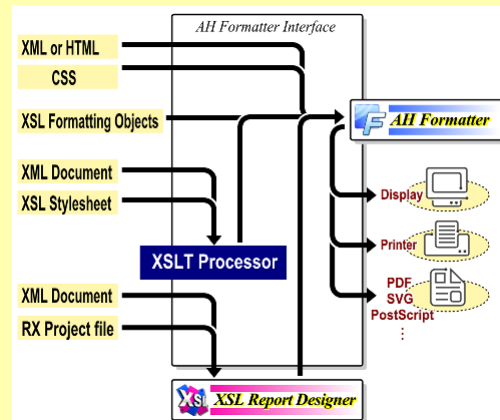 AH Formatter Interface
XML or HTML
CSS
XSL Formatting Objects
AH Formatter
XML Document
XSL Stylesheet
Display
XSLT Processor
Printer
XML Document
RX Project file
PDF
SVG
PostScript
⋮
XSL
XSL Report Designer